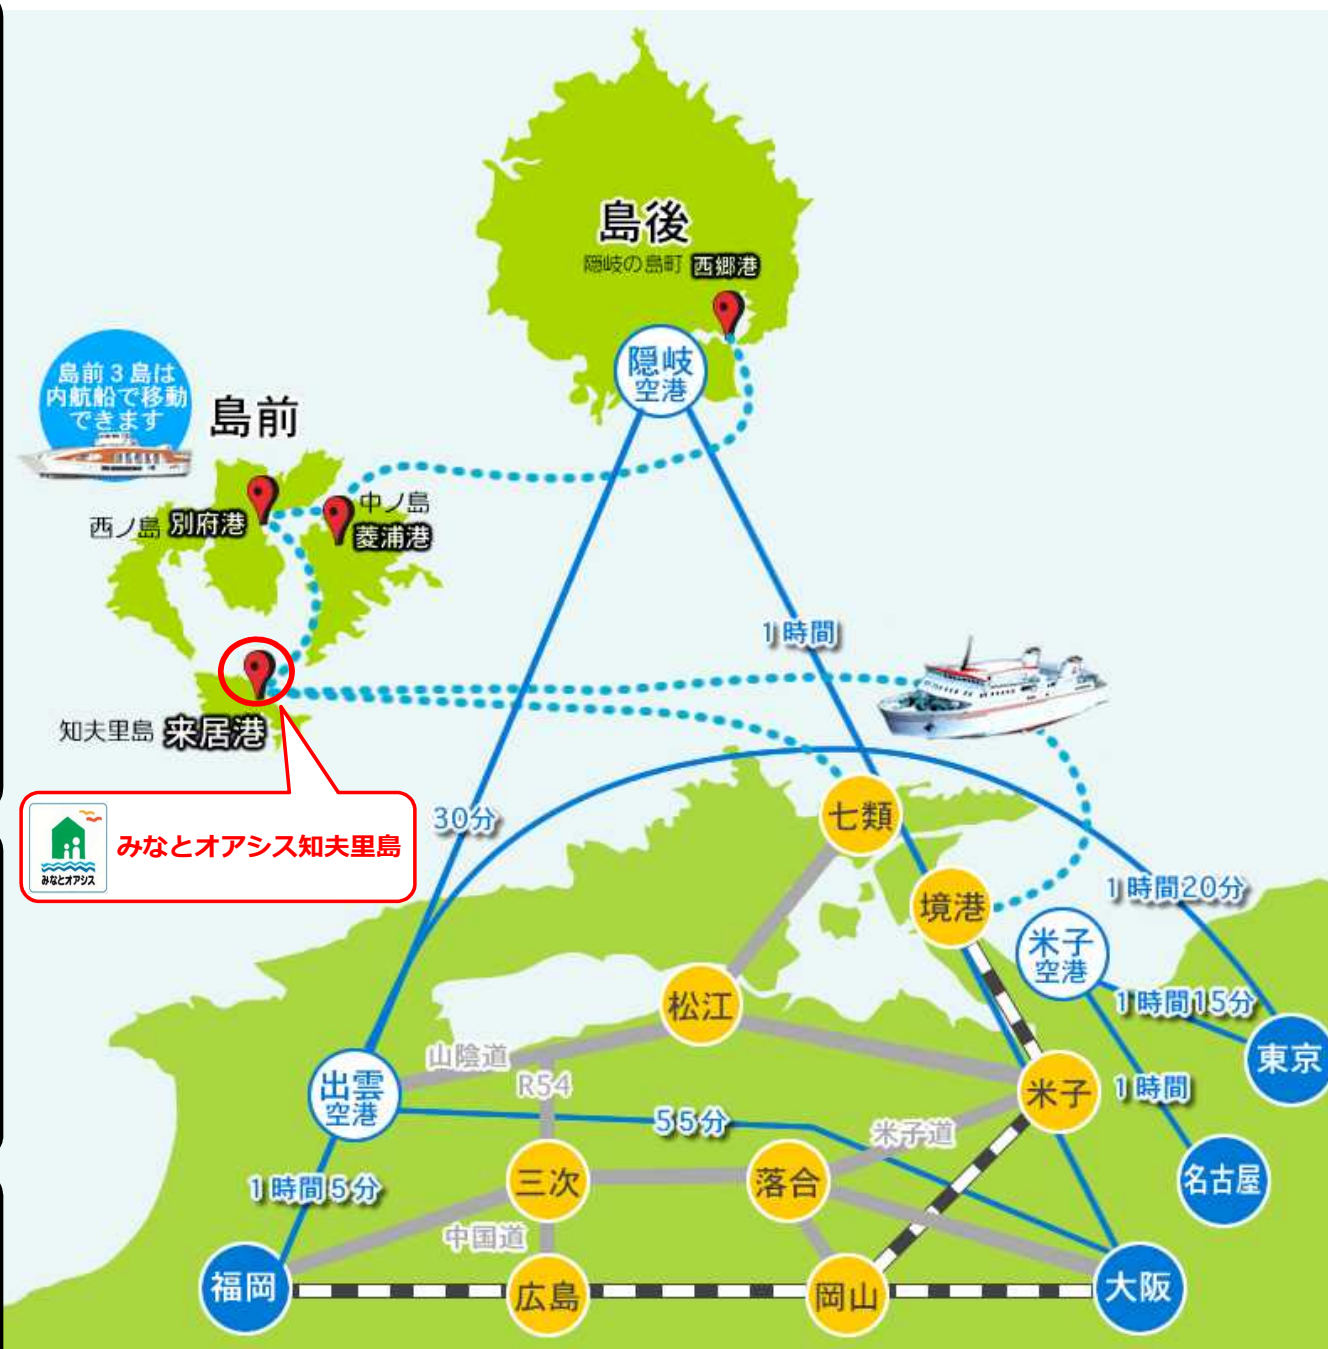 島後
隠岐の島町 西郷港
隠岐
空港
島前3島は
内航船で移動
できます
島前
中ノ島
菱浦港
西ノ島 別府港
1時間
知夫里島 来居港
みなとオアシス
みなとオアシス知夫里島
30分
七類
境港
1時間20分
米子
空港
1時間15分
松江
東京
山陰道
R54
出雲
空港
米子
1時間
55分
米子道
三次
落合
名古屋
1時間5分
中国道
福岡
広島
岡山
大阪